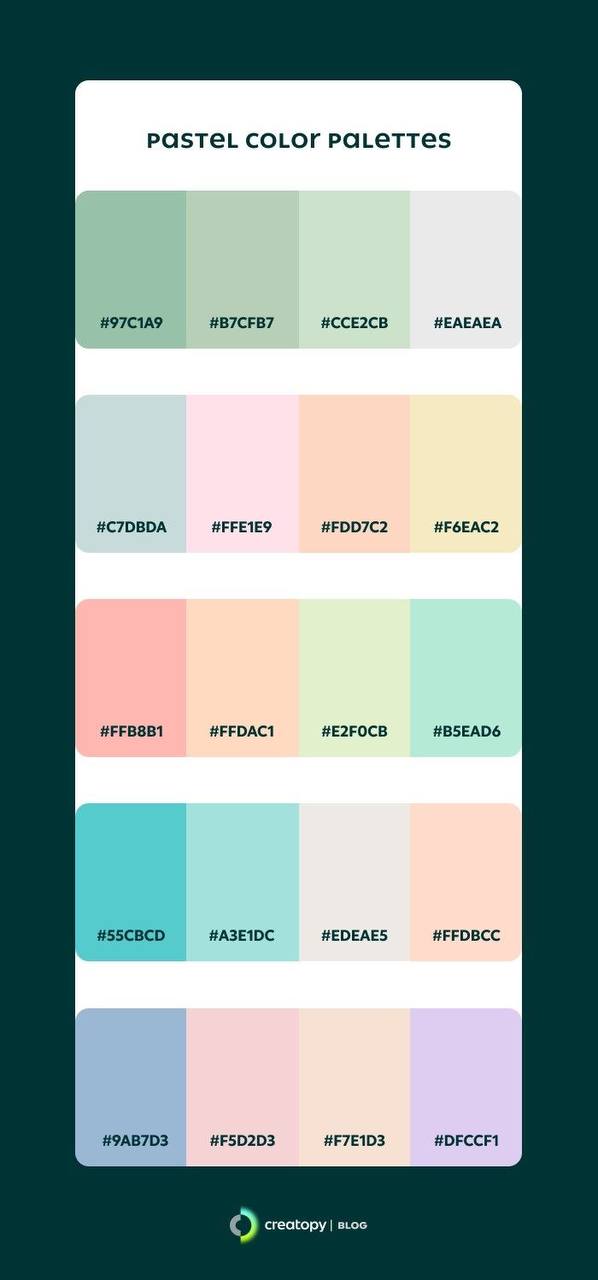 Pastel Color Palettes
#97C1A9 #B7CFB7 #CCE2CB #EAEAEA
#C7DBDA #FFE1E9 #FDD7C2 #F6EAC2
#FFB8B1 #FFDAC1 #E2F0CB #B5EAD6
#55CBCD #A3E1DC #EDEAE5 #FFDBCC
#9AB7D3 #F5D2D3 #F7E1D3 #DFCCF1
creatopy | BLOG